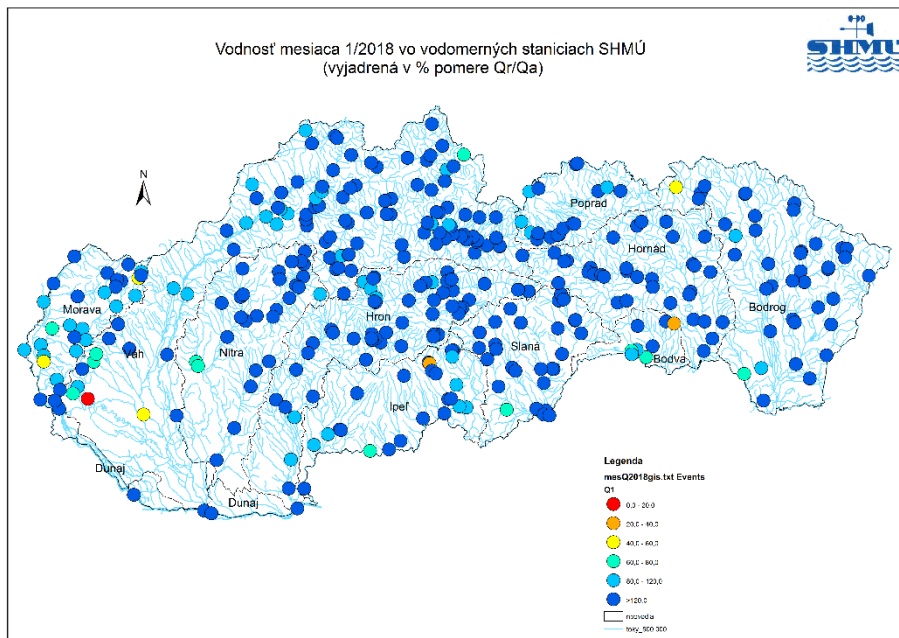 Vodnosť mesiaca 1/2018 vo vodomerných staniciach SHMÚ
(vyjadrená v % pomere Qr/Qa)
SHMÚ
N
Poprad
Hornád
Morava
Bodrog
Váh
Nitra
Hron
Slaná
Bodva
Ipeľ
Dunaj
Dunaj
Legenda
mesQ2018gis.txt Events
Q1
0,0 - 20,0
20,0 - 40,0
40,0 - 60,0
60,0 - 80,0
80,0 - 120,0
>120,0
toky_500 000